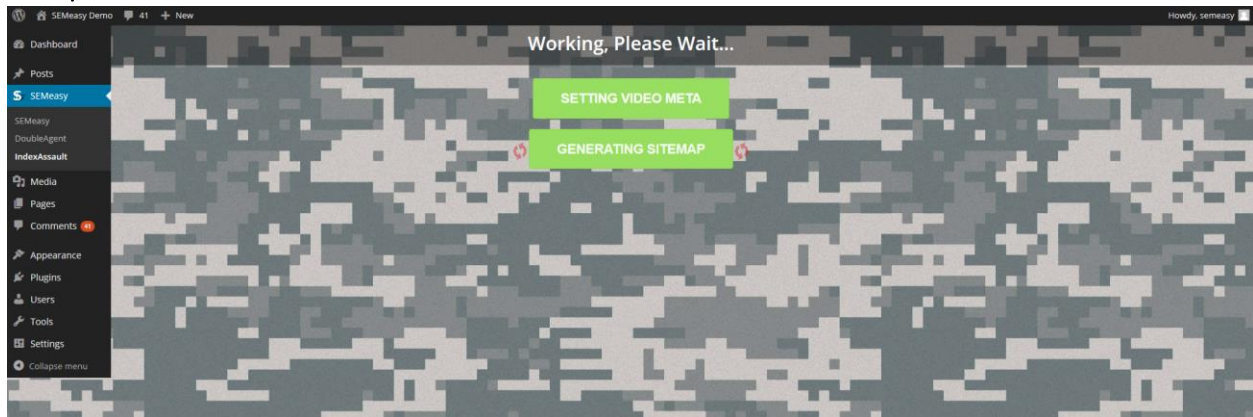 SEMeasy Demo 41 + New Howdy, semeasy
Dashboard
Posts
SEMeasy
SEMeasy
DoubleAgent
IndexAssault
Media
Pages
Comments 41
Appearance
Plugins
Users
Tools
Settings
Collapse menu
Working, Please Wait...
SETTING VIDEO META
GENERATING SITEMAP